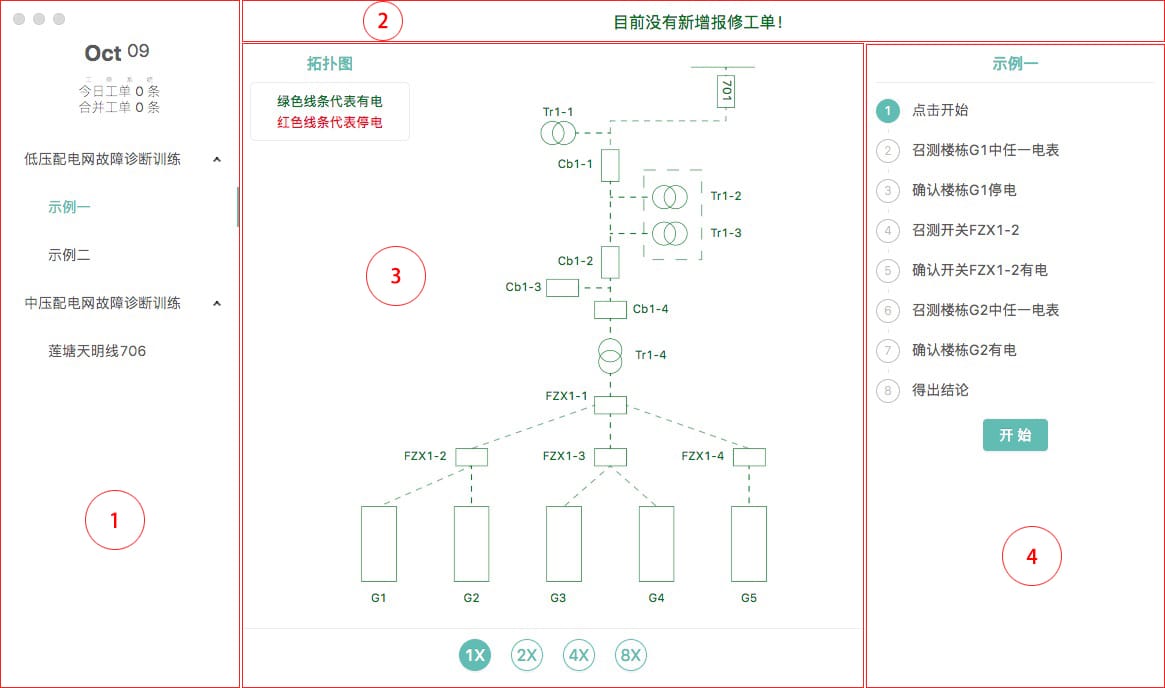 Oct 09
工单系统
今日工单 0 条
合并工单 0 条
低压配电网故障诊断训练
示例一
示例二
中压配电网故障诊断训练
莲塘天明线706
1
2
目前没有新增报修工单!
拓扑图
绿色线条代表有电
红色线条代表停电
701
Tr1-1
Cb1-1
Tr1-2
Tr1-3
Cb1-2
Cb1-3
Cb1-4
Tr1-4
FZX1-1
FZX1-2
FZX1-3
FZX1-4
G1
G2
G3
G4
G5
3
1X
2X
4X
8X
示例一
1 点击开始
2 召测楼栋G1中任一电表
3 确认楼栋G1停电
4 召测开关FZX1-2
5 确认开关FZX1-2有电
6 召测楼栋G2中任一电表
7 确认楼栋G2有电
8 得出结论
开 始
4